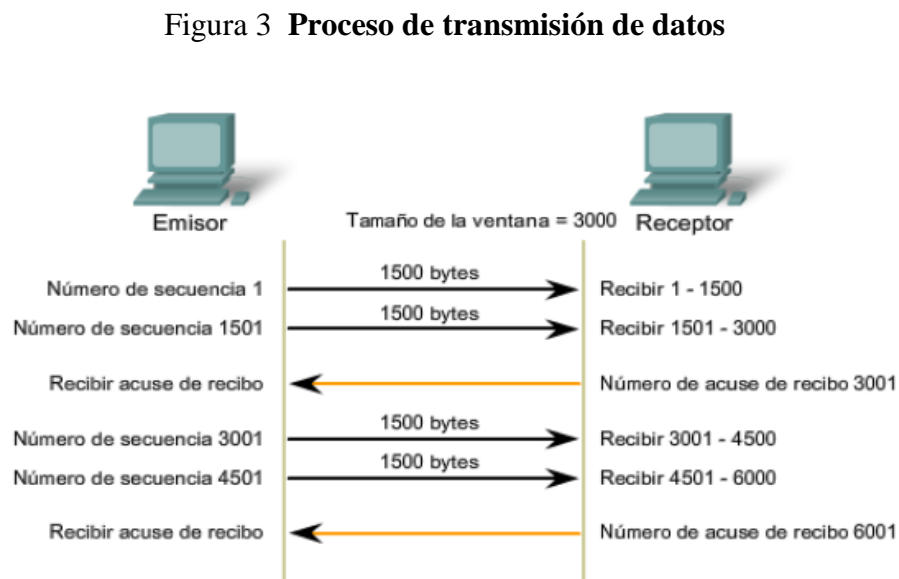 Figura 3 Proceso de transmisión de datos
Emisor
Tamaño de la ventana = 3000
Receptor
Número de secuencia 1
1500 bytes
Recibir 1 - 1500
Número de secuencia 1501
1500 bytes
Recibir 1501 - 3000
Recibir acuse de recibo
Número de acuse de recibo 3001
Número de secuencia 3001
1500 bytes
Recibir 3001 - 4500
Número de secuencia 4501
1500 bytes
Recibir 4501 - 6000
Recibir acuse de recibo
Número de acuse de recibo 6001